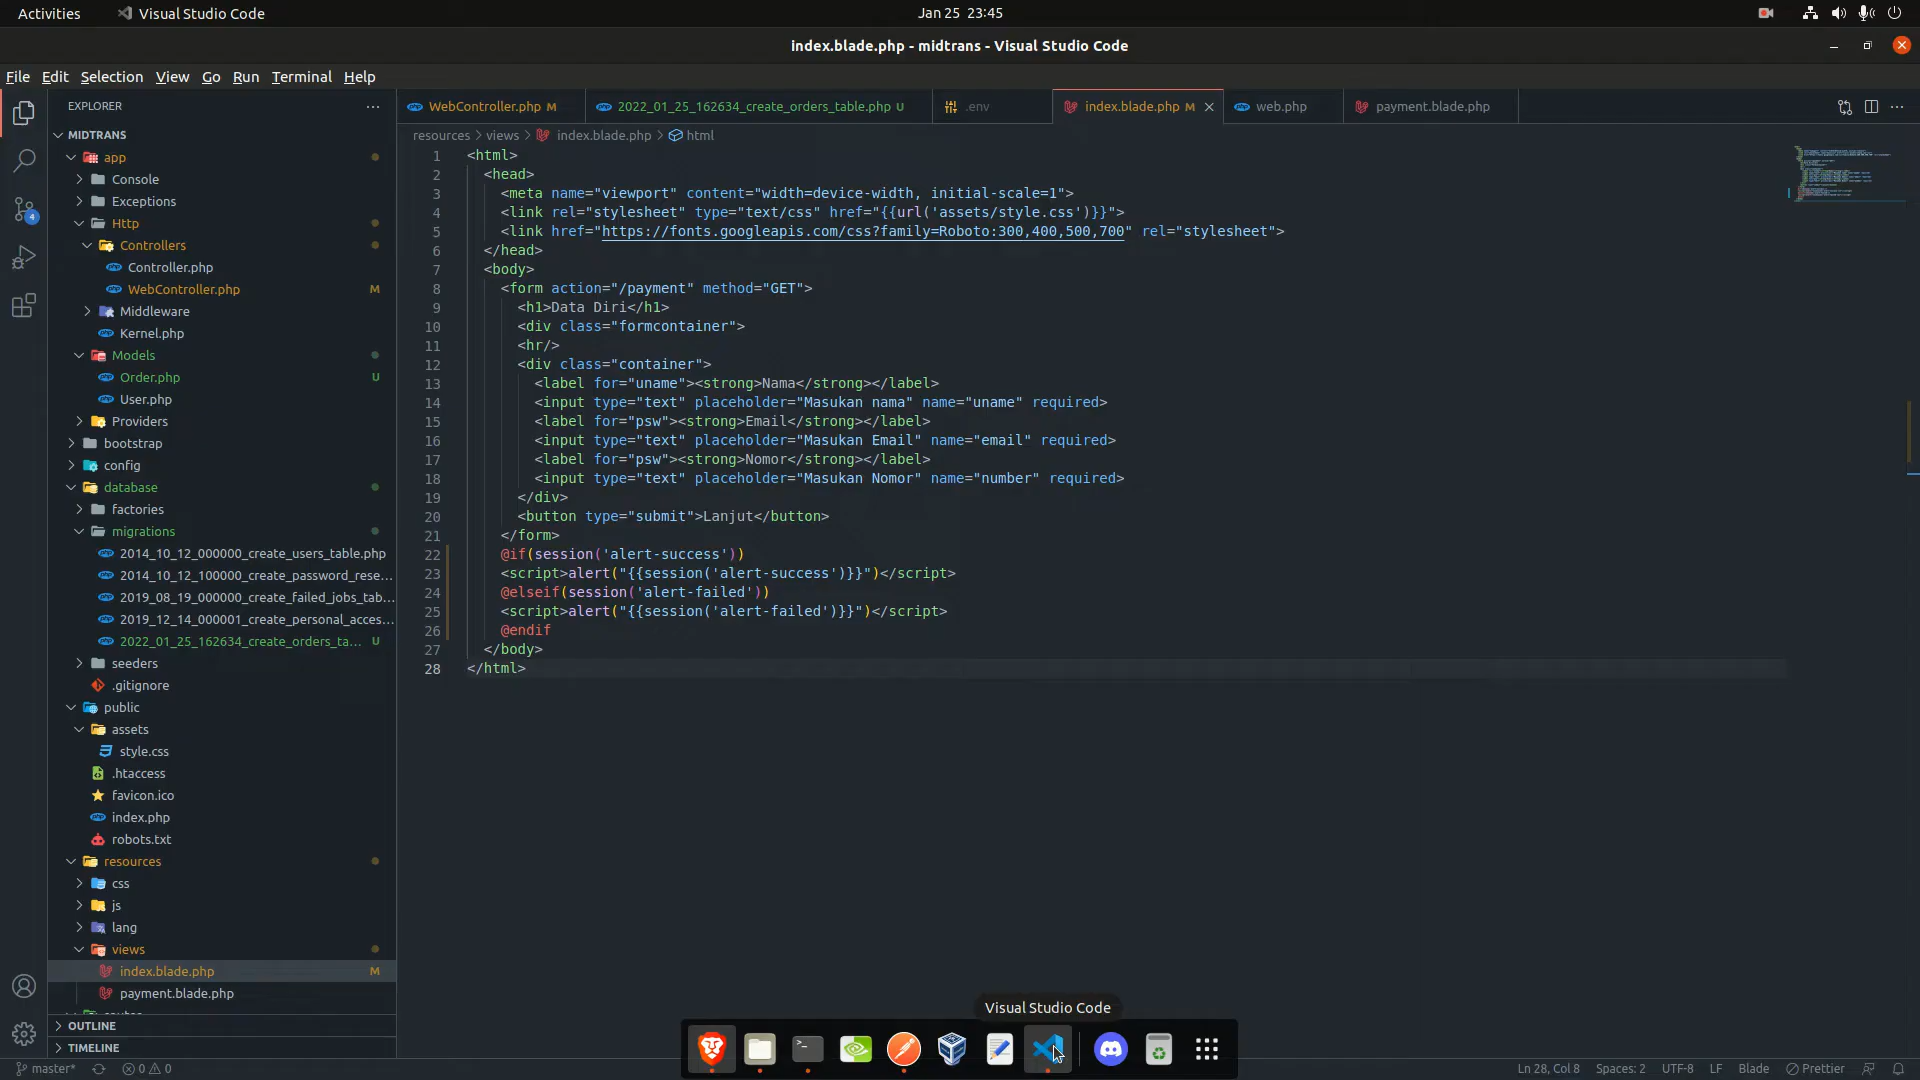 Activities
Visual Studio Code
Jan 25  23:45
index.blade.php - midtrans - Visual Studio Code
File Edit Selection View Go Run Terminal Help
EXPLORER
MIDTRANS
app
Console
Exceptions
Http
Controllers
Controller.php
WebController.php M
Middleware
Kernel.php
Models
Order.php U
User.php
Providers
bootstrap
config
database
factories
migrations
2014_10_12_000000_create_users_table.php
2014_10_12_100000_create_password_rese...
2019_08_19_000000_create_failed_jobs_tab...
2019_12_14_000001_create_personal_acces...
2022_01_25_162634_create_orders_ta... U
seeders
.gitignore
public
assets
style.css
.htaccess
favicon.ico
index.php
robots.txt
resources
css
js
lang
views
index.blade.php M
payment.blade.php
OUTLINE
TIMELINE
4
WebController.php M
2022_01_25_162634_create_orders_table.php U
.env
index.blade.php M
web.php
payment.blade.php
resources > views > index.blade.php > html
1 <html>
2 <head>
3 <meta name="viewport" content="width=device-width, initial-scale=1">
4 <link rel="stylesheet" type="text/css" href="{{url('assets/style.css')}}">
5 <link href="https://fonts.googleapis.com/css?family=Roboto:300,400,500,700" rel="stylesheet">
6 </head>
7 <body>
8 <form action="/payment" method="GET">
9 <h1>Data Diri</h1>
10 <div class="formcontainer">
11 <hr/>
12 <div class="container">
13 <label for="uname"><strong>Nama</strong></label>
14 <input type="text" placeholder="Masukan nama" name="uname" required>
15 <label for="psw"><strong>Email</strong></label>
16 <input type="text" placeholder="Masukan Email" name="email" required>
17 <label for="psw"><strong>Nomor</strong></label>
18 <input type="text" placeholder="Masukan Nomor" name="number" required>
19 </div>
20 <button type="submit">Lanjut</button>
21 </form>
22 @if(session('alert-success'))
23 <script>alert("{{session('alert-success')}}")</script>
24 @elseif(session('alert-failed'))
25 <script>alert("{{session('alert-failed')}}")</script>
26 @endif
27 </body>
28 </html>
Visual Studio Code
master*
0
0
Ln 28, Col 8
Spaces: 2
UTF-8
LF
Blade
Prettier